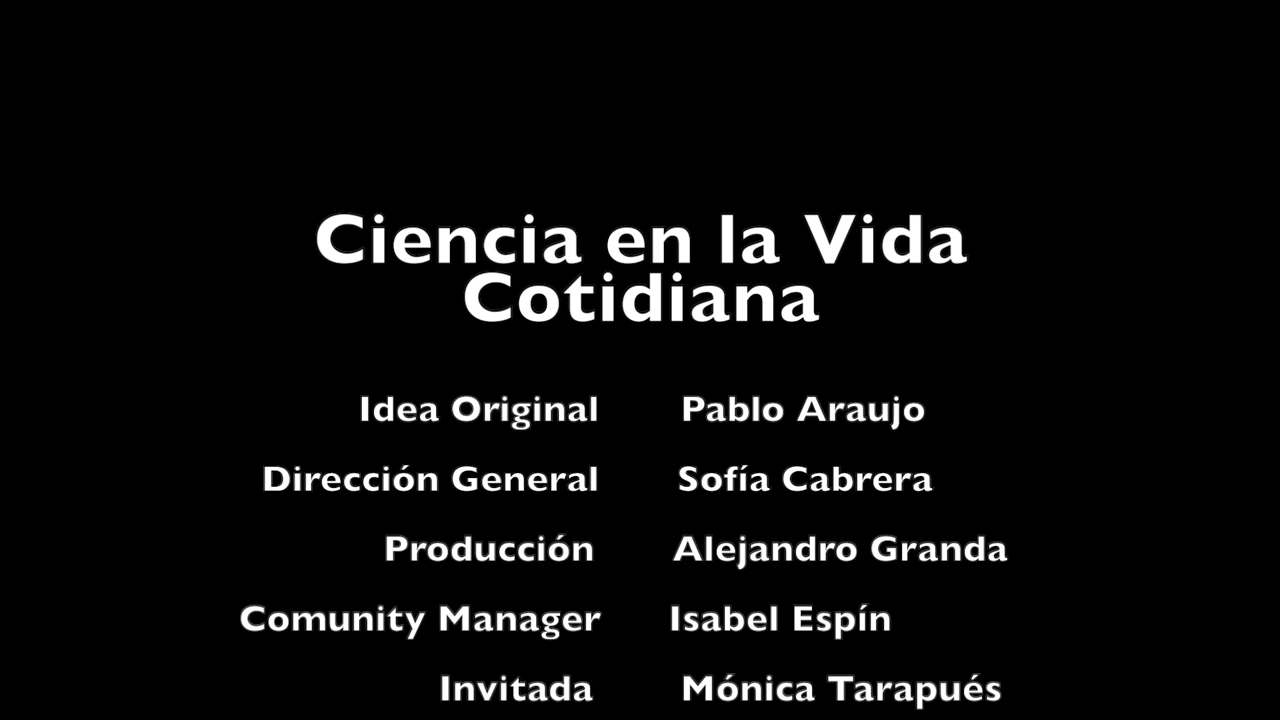 Ciencia en la Vida
Cotidiana
Idea Original Pablo Araujo
Dirección General Sofía Cabrera
Producción Alejandro Granda
Comunity Manager Isabel Espín
Invitada Mónica Tarapués